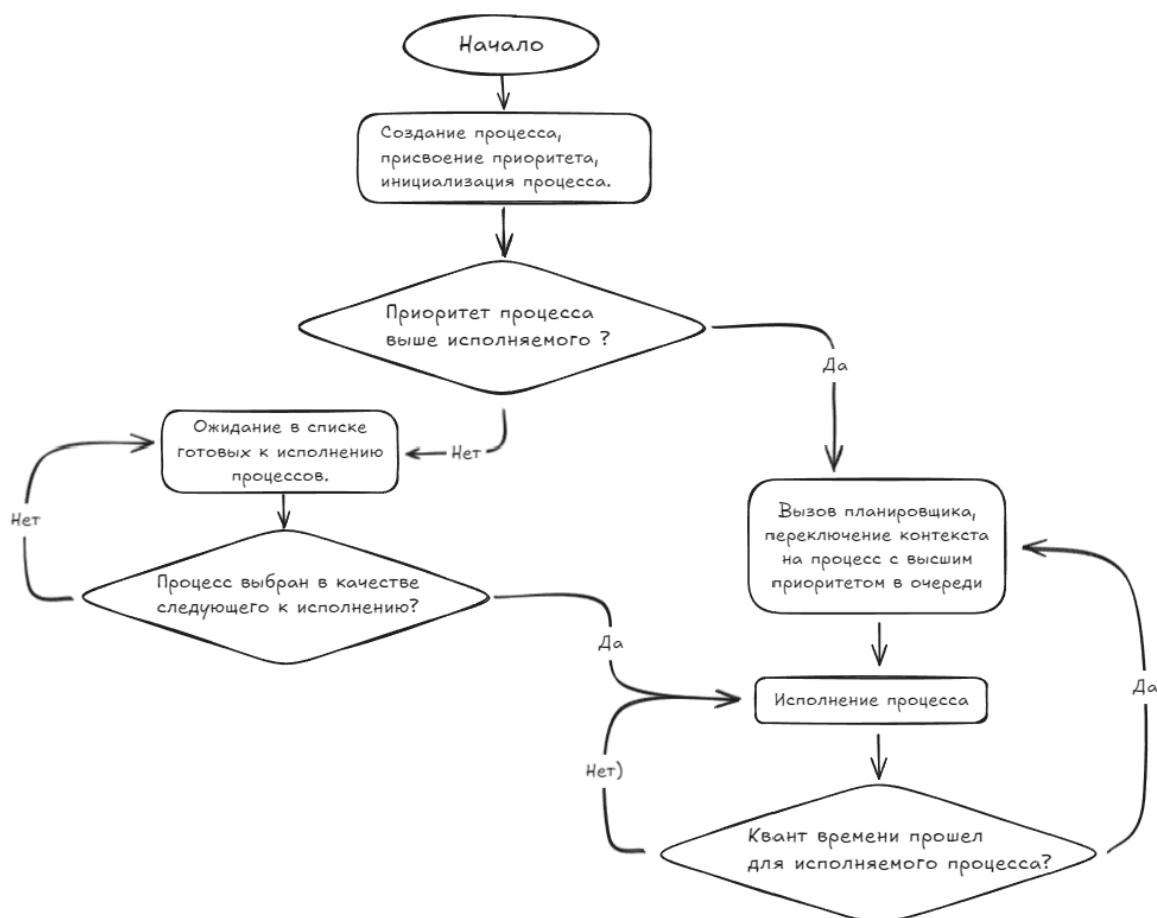 Начало
Создание процесса,
присвоение приоритета,
инициализация процесса.
Приоритет процесса
выше исполняемого ?
Да
Нет
Ожидание в списке
готовых к исполнению
процессов.
Нет
Процесс выбран в качестве
следующего к исполнению?
Да
Вызов планировщика,
переключение контекста
на процесс с высшим
приоритетом в очереди
Исполнение процесса
Да
Нет)
Квант времени прошел
для исполняемого процесса?